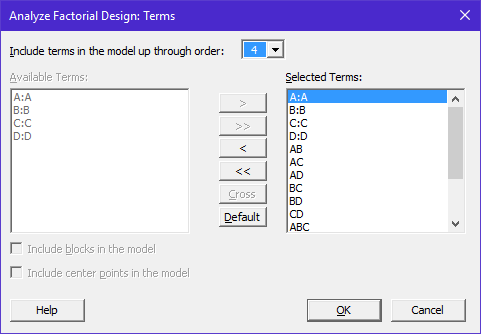 Analyze Factorial Design: Terms
Include terms in the model up through order: 4
Available Terms:
A:A
B:B
C:C
D:D
>
>>
<
<<
Cross
Default
Selected Terms:
A:A
B:B
C:C
D:D
AB
AC
AD
BC
BD
CD
ABC
Include blocks in the model
Include center points in the model
Help
OK
Cancel